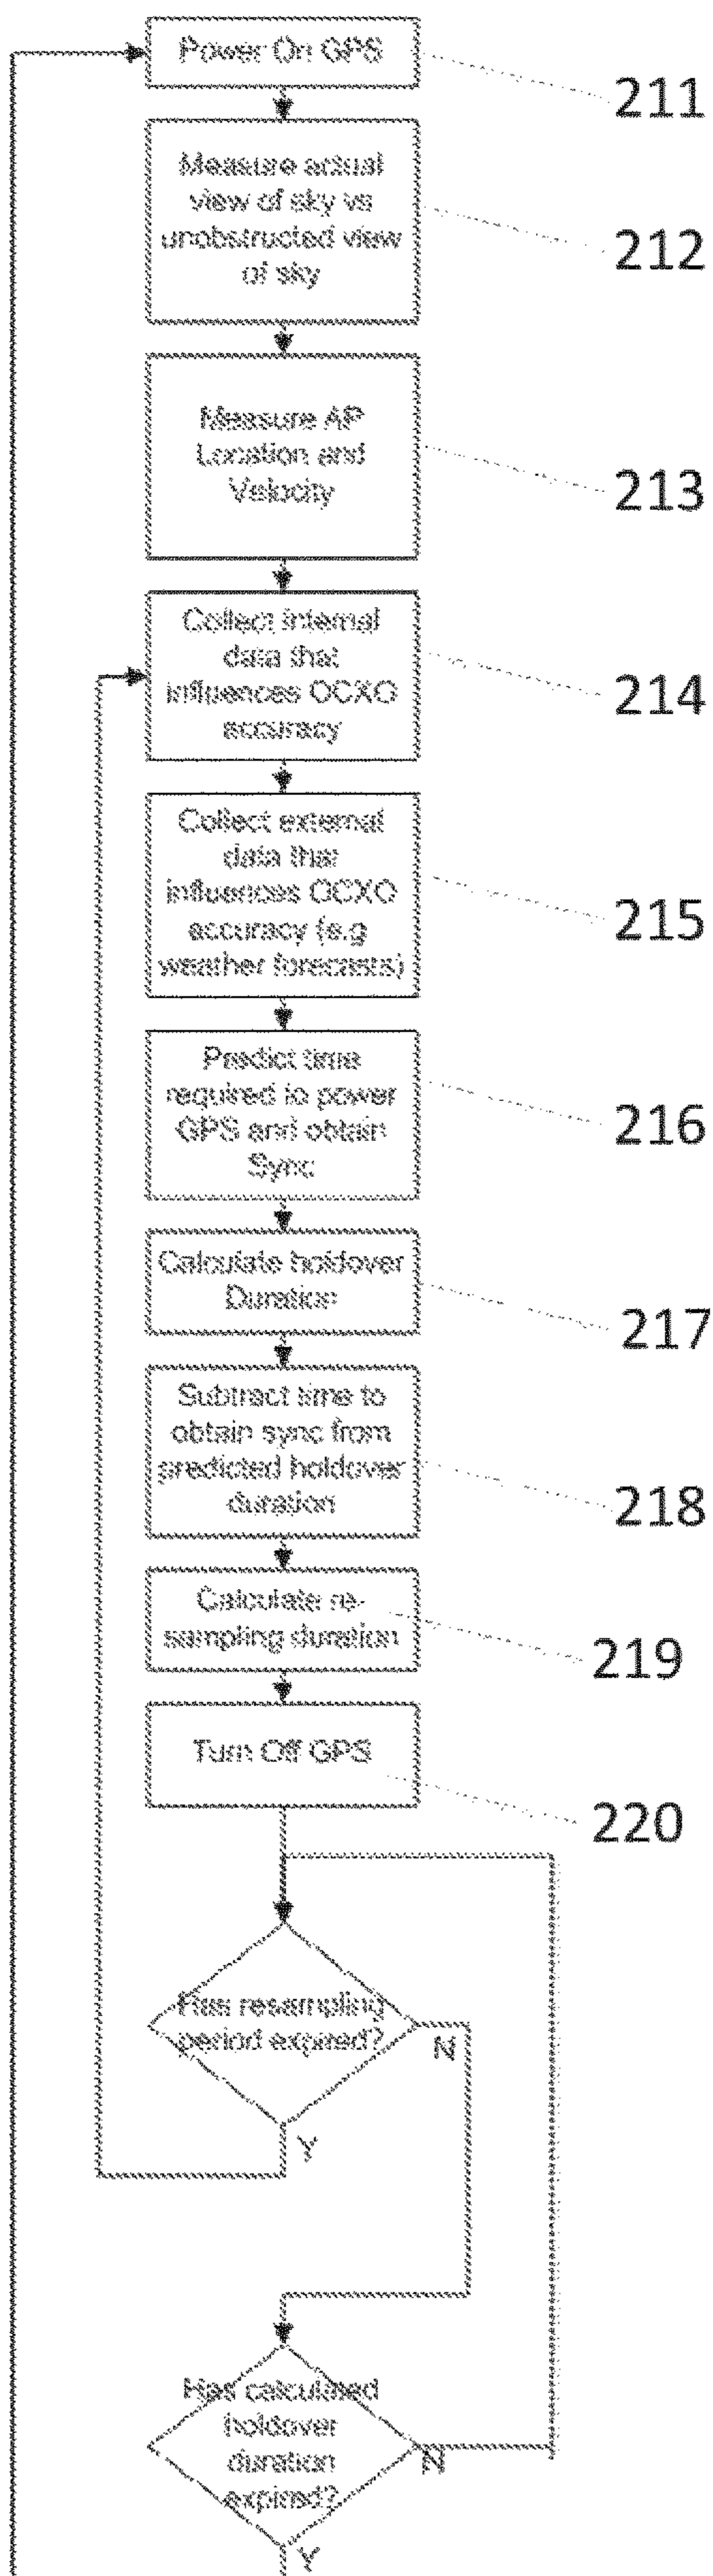 Power On GPS
211
Measure actual
view of sky vs
unobstructed view
of sky
212
Measure AP
Location and
Velocity
213
Collect internal
data that
influences OCXO
accuracy
214
Collect external
data that
influences OCXO
accuracy (e.g
weather forecasts)
215
Predict time
required to power
GPS and obtain
Sync
216
Calculate holdover
Duration
217
Subtract time to
obtain sync from
predicted holdover
duration
218
Calculate re-
sampling duration
219
Turn Off GPS
220
Has resampling
period expired?
N
Y
Has calculated
holdover
duration
expired?
N
Y